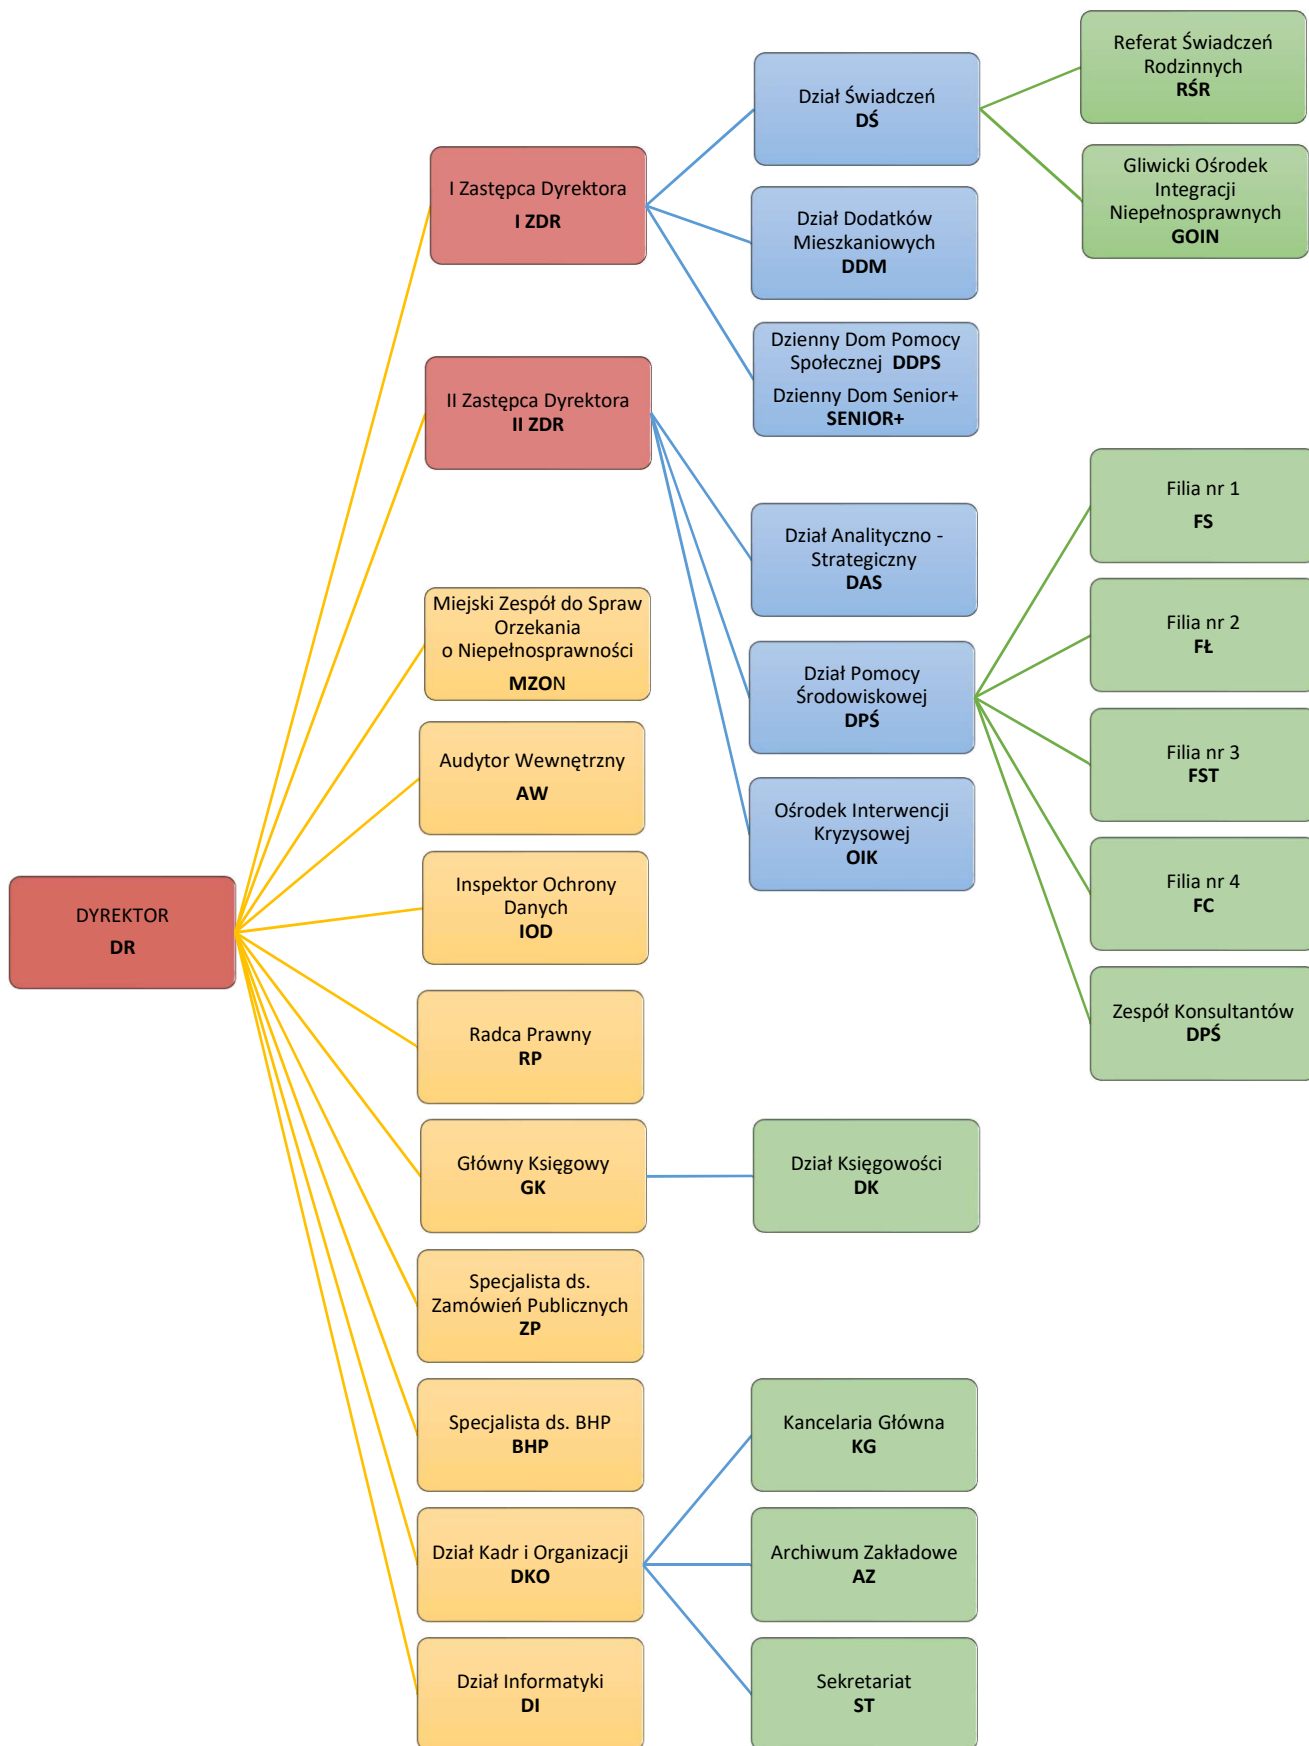 DYREKTOR
DR
I Zastępca Dyrektora
I ZDR
Dział Świadczeń
DŚ
Referat Świadczeń
Rodzinnych
RŚR
Gliwicki Ośrodek
Integracji
Niepełnosprawnych
GOIN
Dział Dodatków
Mieszkaniowych
DDM
Dzienny Dom Pomocy
Społecznej DDPS
Dzienny Dom Senior+
SENIOR+
II Zastępca Dyrektora
II ZDR
Dział Analityczno -
Strategiczny
DAS
Dział Pomocy
Środowiskowej
DPŚ
Filia nr 1
FS
Filia nr 2
FŁ
Filia nr 3
FST
Filia nr 4
FC
Zespół Konsultantów
DPŚ
Ośrodek Interwencji
Kryzysowej
OIK
Miejski Zespół do Spraw
Orzekania
o Niepełnosprawności
MZON
Audytor Wewnętrzny
AW
Inspektor Ochrony
Danych
IOD
Radca Prawny
RP
Główny Księgowy
GK
Dział Księgowości
DK
Specjalista ds.
Zamówień Publicznych
ZP
Specjalista ds. BHP
BHP
Dział Kadr i Organizacji
DKO
Kancelaria Główna
KG
Archiwum Zakładowe
AZ
Sekretariat
ST
Dział Informatyki
DI